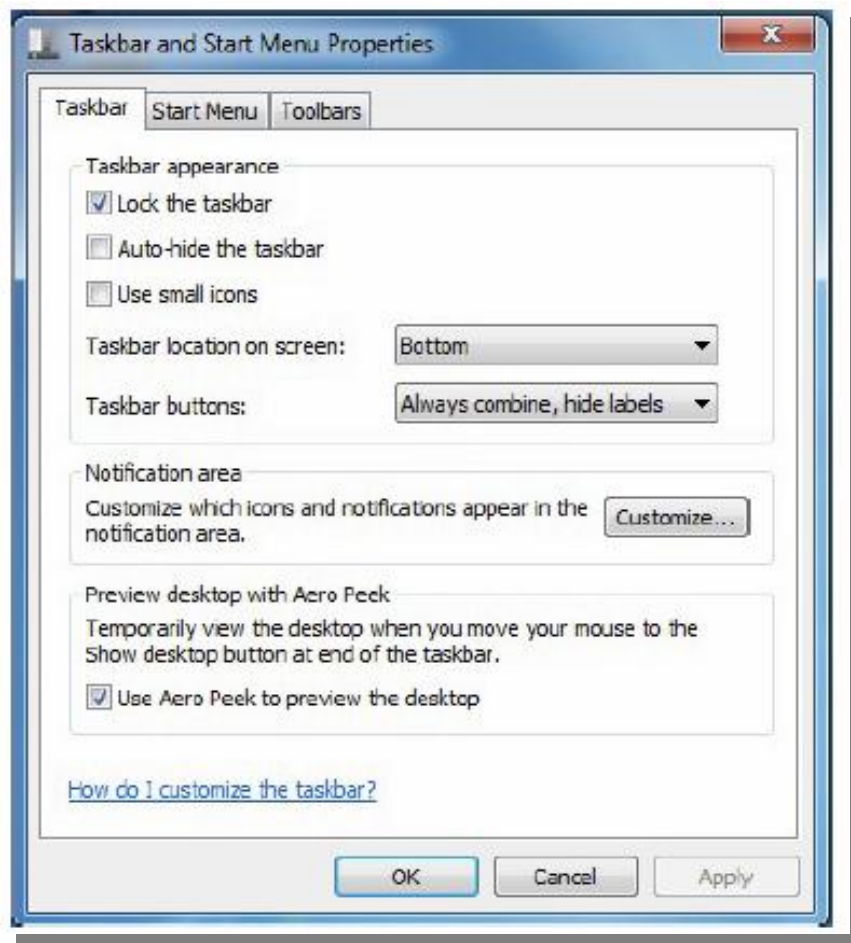 Taskbar and Start Menu Properties
Taskbar
Start Menu
Toolbars
Taskbar appearance
Lock the taskbar
Auto-hide the taskbar
Use small icons
Taskbar location on screen:
Bottom
Taskbar buttons:
Always combine, hide labels
Notification area
Customize which icons and notifications appear in the
notification area.
Customize...
Preview desktop with Aero Peek
Temporarily view the desktop when you move your mouse to the
Show desktop button at end of the taskbar.
Use Aero Peek to preview the desktop
How do I customize the taskbar?
OK
Cancel
Apply